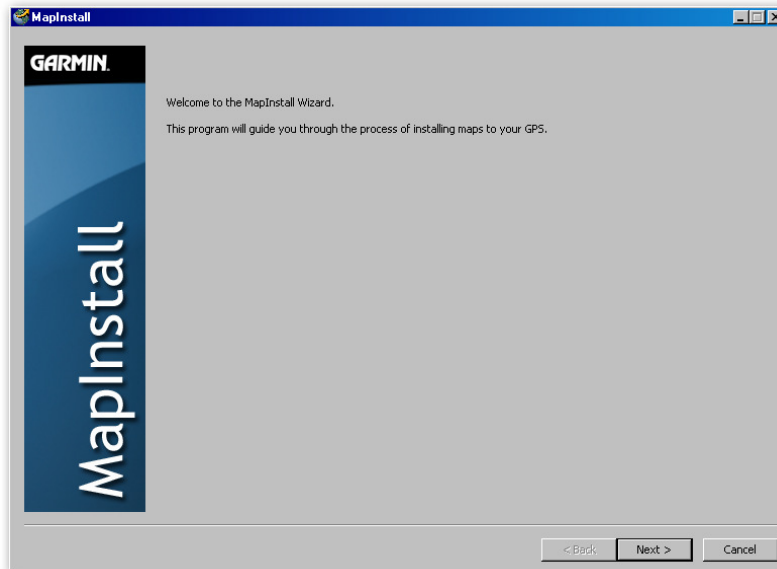 MapInstall
GARMIN.
Welcome to the MapInstall Wizard.
This program will guide you through the process of installing maps to your GPS.
MapInstall
< Back
Next >
Cancel